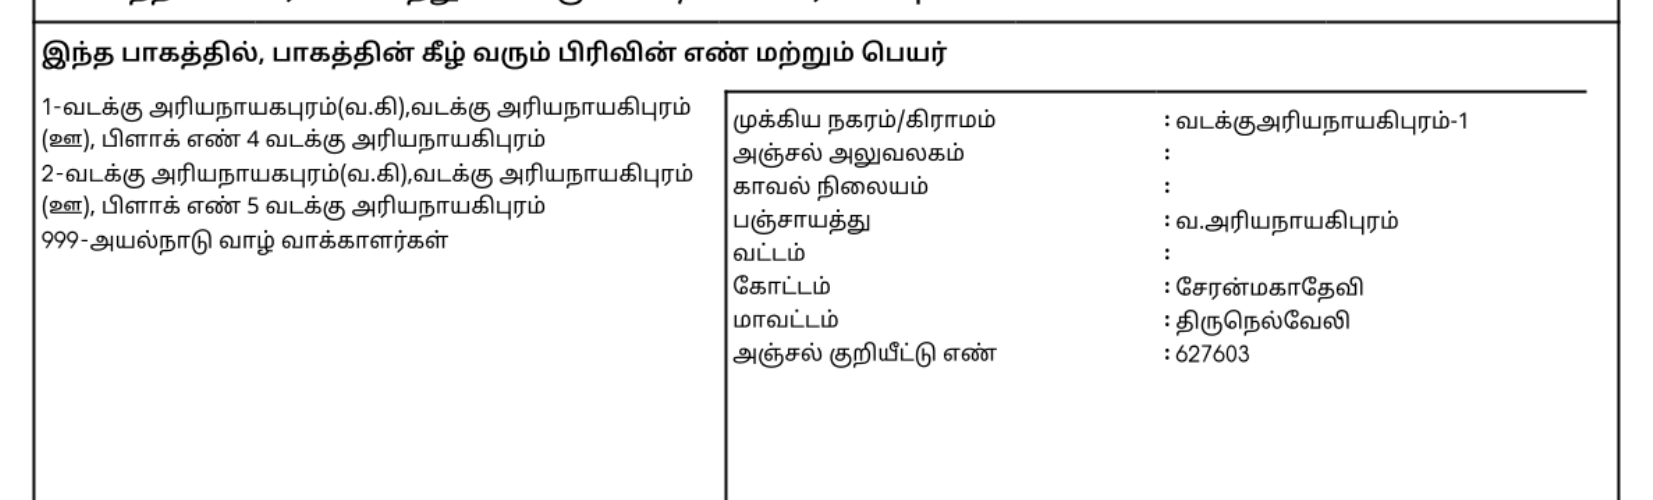 இந்த பாகத்தில், பாகத்தின் கீழ் வரும் பிரிவின் எண் மற்றும் பெயர்
1-வடக்கு அரியநாயகபுரம்(வ.கி),வடக்கு அரியநாயகிபுரம்
(ஊ), பிளாக் எண் 4 வடக்கு அரியநாயகிபுரம்
2-வடக்கு அரியநாயகபுரம்(வ.கி),வடக்கு அரியநாயகிபுரம்
(ஊ), பிளாக் எண் 5 வடக்கு அரியநாயகிபுரம்
999-அயல்நாடு வாழ் வாக்காளர்கள்
முக்கிய நகரம்/கிராமம் : வடக்குஅரியநாயகிபுரம்-1
அஞ்சல் அலுவலகம் :
காவல் நிலையம் :
பஞ்சாயத்து : வ.அரியநாயகிபுரம்
வட்டம் :
கோட்டம் : சேரன்மகாதேவி
மாவட்டம் : திருநெல்வேலி
அஞ்சல் குறியீட்டு எண் : 627603